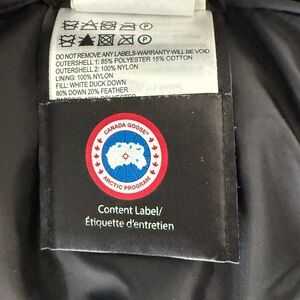 DO NOT REMOVE ANY LABELS-WARRANTY WILL BE VOID
OUTERSHELL 1: 85% POLYESTER 15% COTTON
OUTERSHELL 2: 100% NYLON
LINING: 100% NYLON
FILL: WHITE DUCK DOWN
80% DOWN 20% FEATHER
CANADA GOOSE
ARCTIC PROGRAM
Content Label/
Étiquette d'entretien